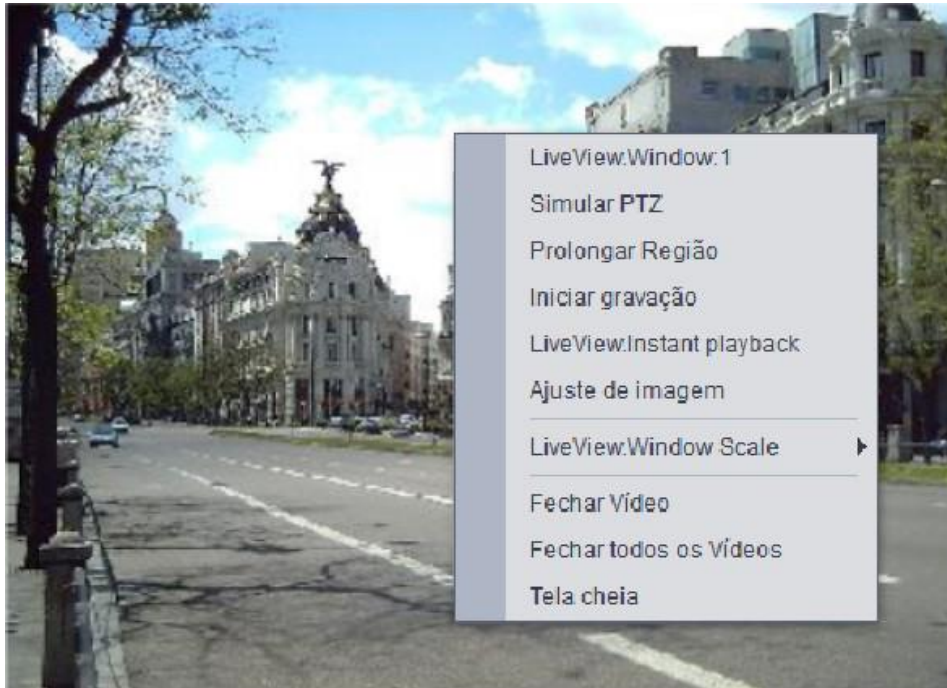 LiveView:Window:1
Simular PTZ
Prolongar Região
Iniciar gravação
LiveView.Instant playback
Ajuste de imagem
LiveView.Window Scale
Fechar Vídeo
Fechar todos os Vídeos
Tela cheia